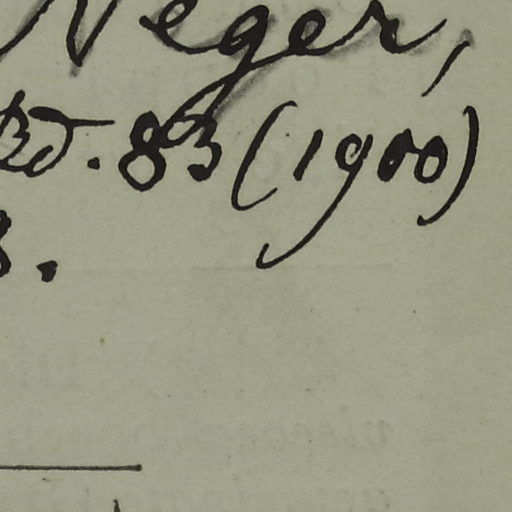 Neger,
Bd. 83 (1900)